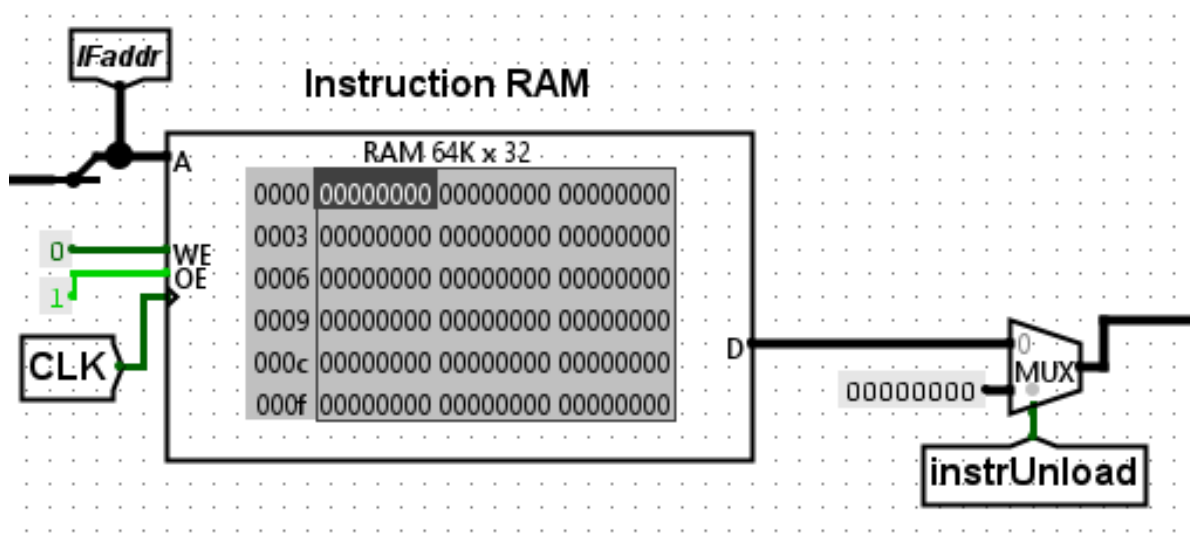 IFaddr
Instruction RAM
RAM 64K x 32
A
0000 00000000 00000000 00000000
0003 00000000 00000000 00000000
0 WE
0006 00000000 00000000 00000000
OE
1
0009 00000000 00000000 00000000
CLK
000c 00000000 00000000 00000000
D
0
MUX
000f 00000000 00000000 00000000
00000000
instrUnload